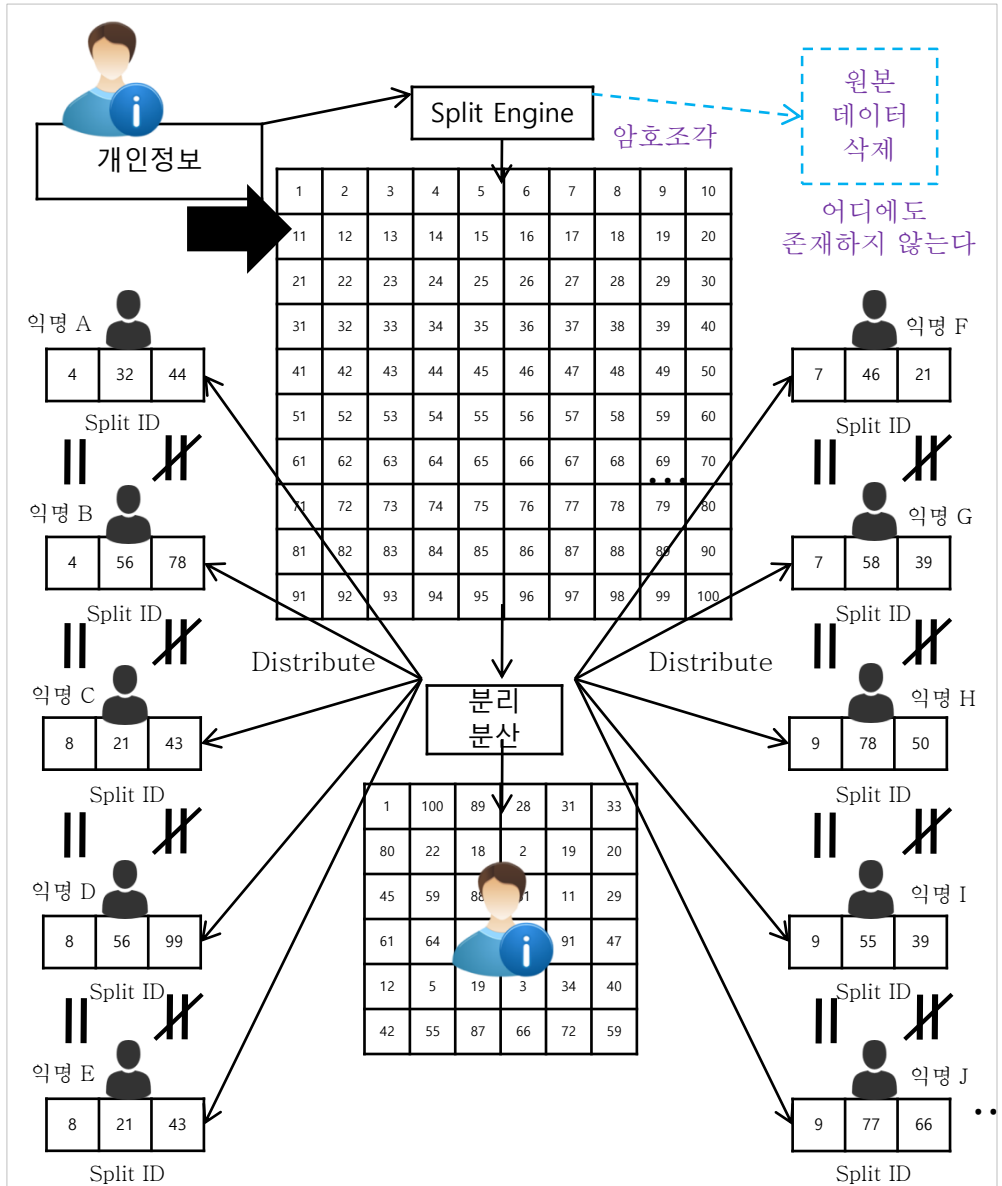 개인정보
Split Engine
암호조각
원본
데이터
삭제
어디에도
존재하지 않는다
1 2 3 4 5 6 7 8 9 10
11 12 13 14 15 16 17 18 19 20
21 22 23 24 25 26 27 28 29 30
31 32 33 34 35 36 37 38 39 40
41 42 43 44 45 46 47 48 49 50
51 52 53 54 55 56 57 58 59 60
61 62 63 64 65 66 67 68 69 70
...
71 72 73 74 75 76 77 78 79 80
81 82 83 84 85 86 87 88 89 90
91 92 93 94 95 96 97 98 99 100
익명 A
4 32 44
Split ID
익명 B
4 56 78
Split ID
익명 C
8 21 43
Split ID
익명 D
8 56 99
Split ID
익명 E
8 21 43
Split ID
Distribute
분리
분산
Distribute
1 100 89 28 31 33
80 22 18 2 19 20
45 59 88 11 29
61 64 91 47
12 5 19 3 34 40
42 55 87 66 72 59
익명 F
7 46 21
Split ID
익명 G
7 58 39
Split ID
익명 H
9 78 50
Split ID
익명 I
9 55 39
Split ID
익명 J
9 77 66
Split ID
..